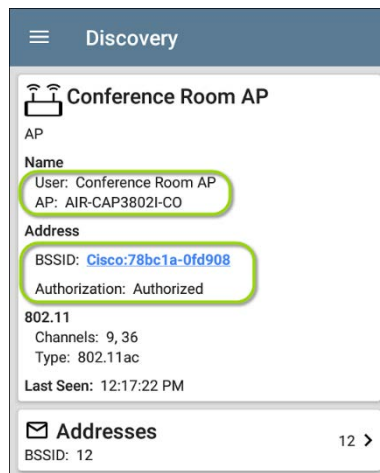 Discovery
Conference Room AP
AP
Name
User: Conference Room AP
AP: AIR-CAP3802I-CO
Address
BSSID: Cisco:78bc1a-0fd908
Authorization: Authorized
802.11
Channels: 9, 36
Type: 802.11ac
Last Seen: 12:17:22 PM
Addresses
12
BSSID: 12